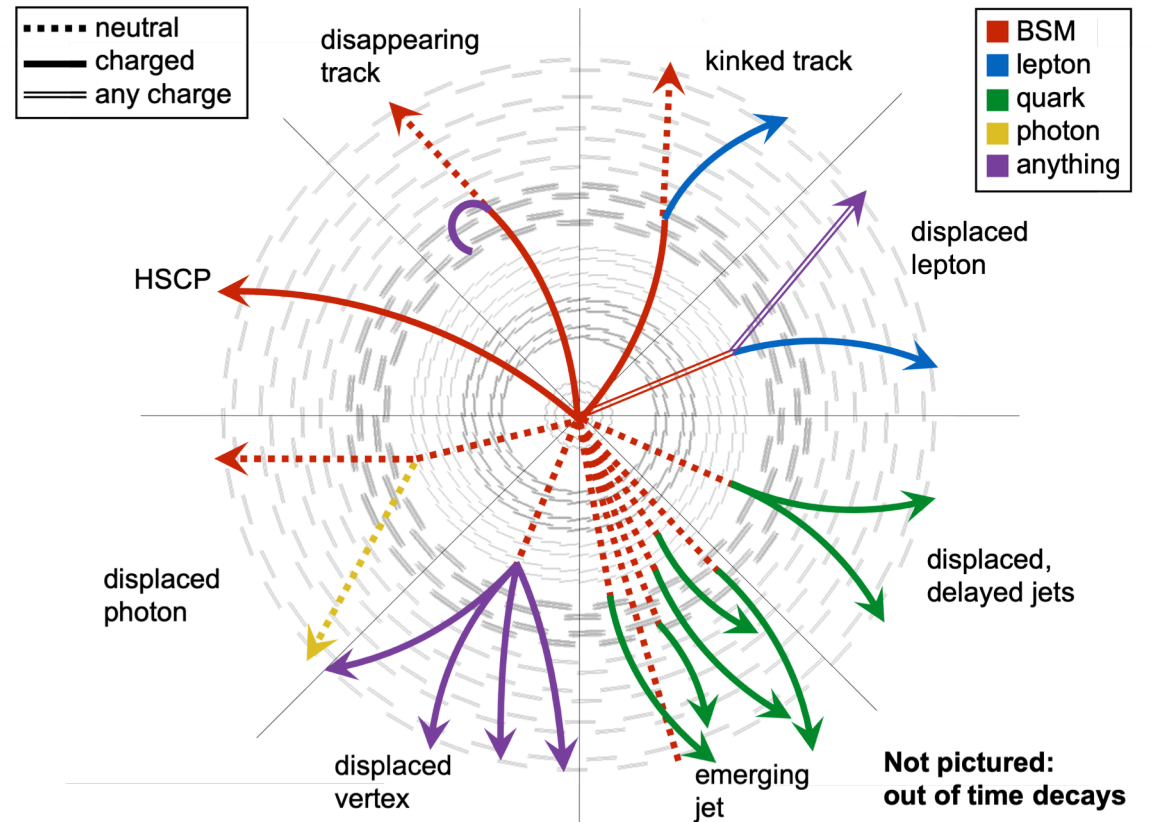 neutral
charged
any charge
disappearing
track
kinked track
BSM
lepton
quark
photon
anything
displaced
lepton
HSCP
displaced
photon
displaced,
delayed jets
displaced
vertex
emerging
jet
Not pictured:
out of time decays